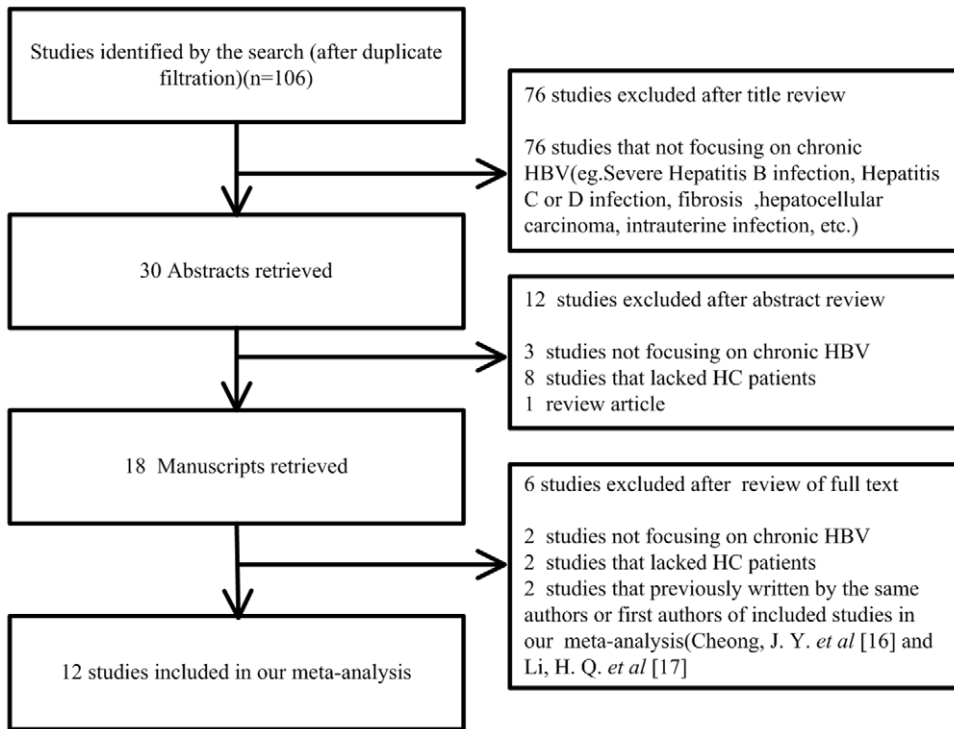 Studies identified by the search (after duplicate
filtration)(n=106)
76 studies excluded after title review
76 studies that not focusing on chronic
HBV(eg.Severe Hepatitis B infection, Hepatitis
C or D infection, fibrosis ,hepatocellular
carcinoma, intrauterine infection, etc.)
30 Abstracts retrieved
12 studies excluded after abstract review
3 studies not focusing on chronic HBV
8 studies that lacked HC patients
1 review article
18 Manuscripts retrieved
6 studies excluded after review of full text
2 studies not focusing on chronic HBV
2 studies that lacked HC patients
2 studies that previously written by the same
authors or first authors of included studies in
our meta-analysis(Cheong, J. Y. et al [16] and
Li, H. Q. et al [17]
12 studies included in our meta-analysis